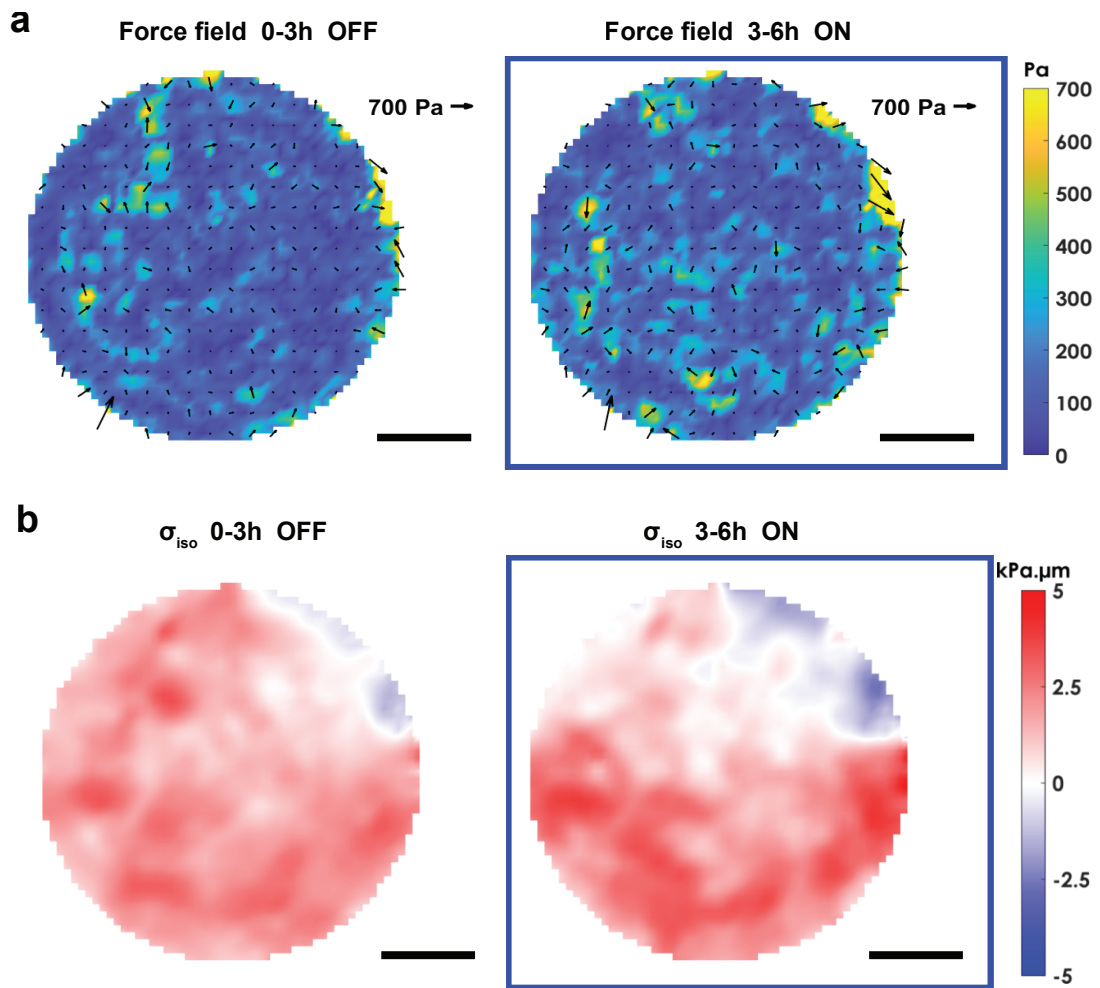 a
Force field 0-3h OFF
Force field 3-6h ON
700 Pa
700 Pa
Pa
700
600
500
400
300
200
100
0
b
σiso 0-3h OFF
σiso 3-6h ON
kPa.μm
5
2.5
0
-2.5
-5